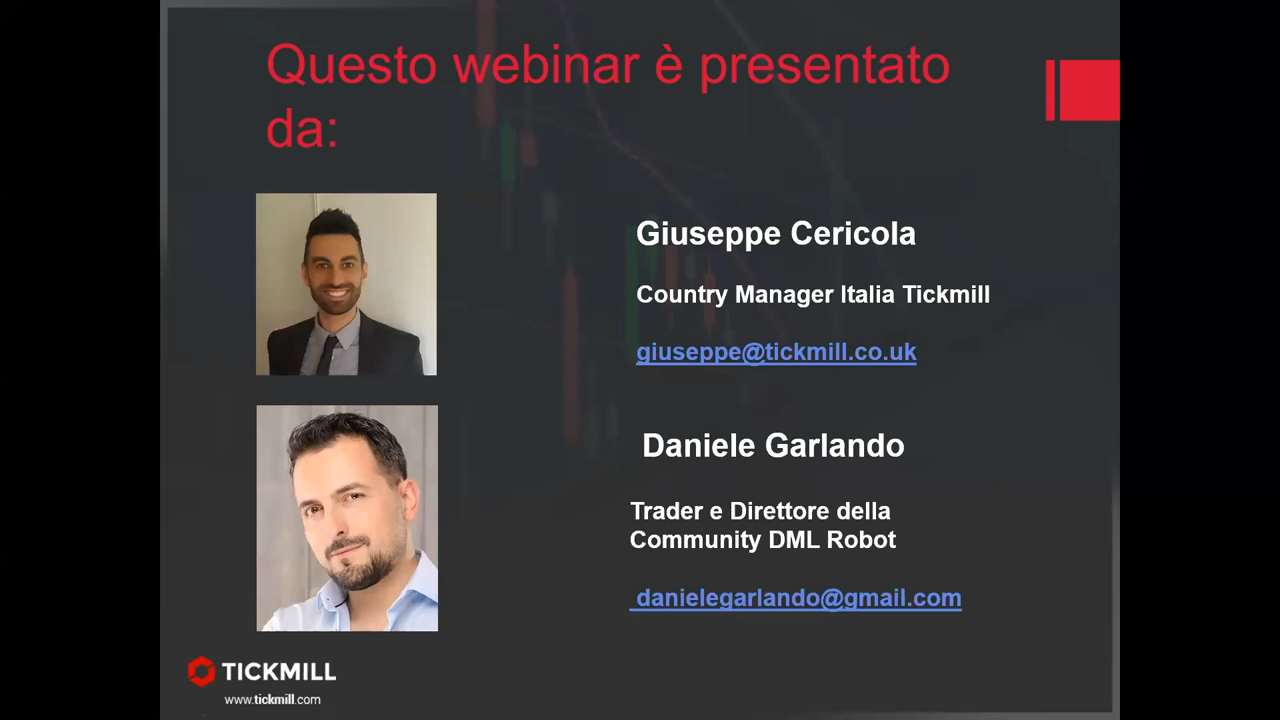 Questo webinar è presentato
da:
Giuseppe Cericola
Country Manager Italia Tickmill
giuseppe@tickmill.co.uk
Daniele Garlando
Trader e Direttore della
Community DML Robot
danielegarlando@gmail.com
TICKMILL
www.tickmill.com